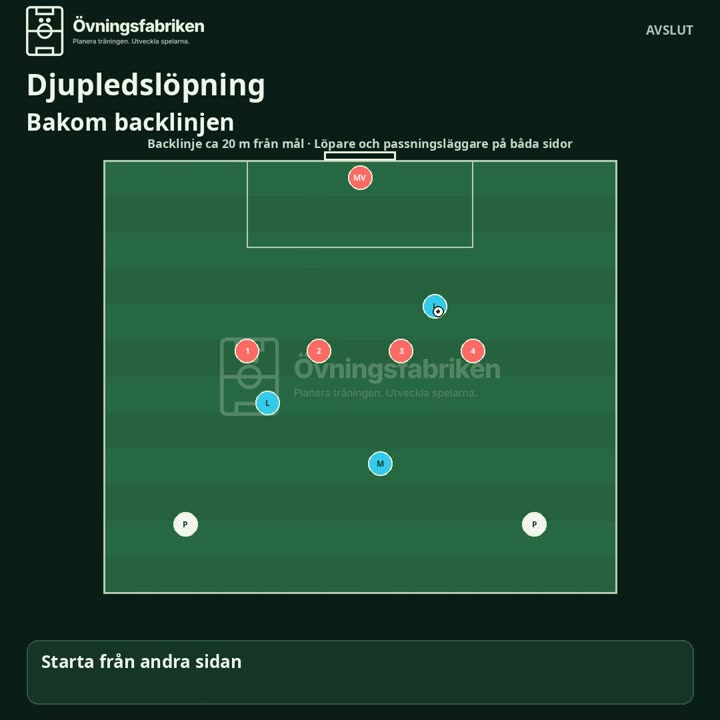 Övningsfabriken
Planera träningen. Utveckla spelarna.
AVSLUT
Djupledslöpning
Bakom backlinjen
Backlinje ca 20 m från mål · Löpare och passningsläggare på båda sidor
MV
1
2
3
4
Övningsfabriken
Planera träningen. Utveckla spelarna.
L
M
P
P
Starta från andra sidan